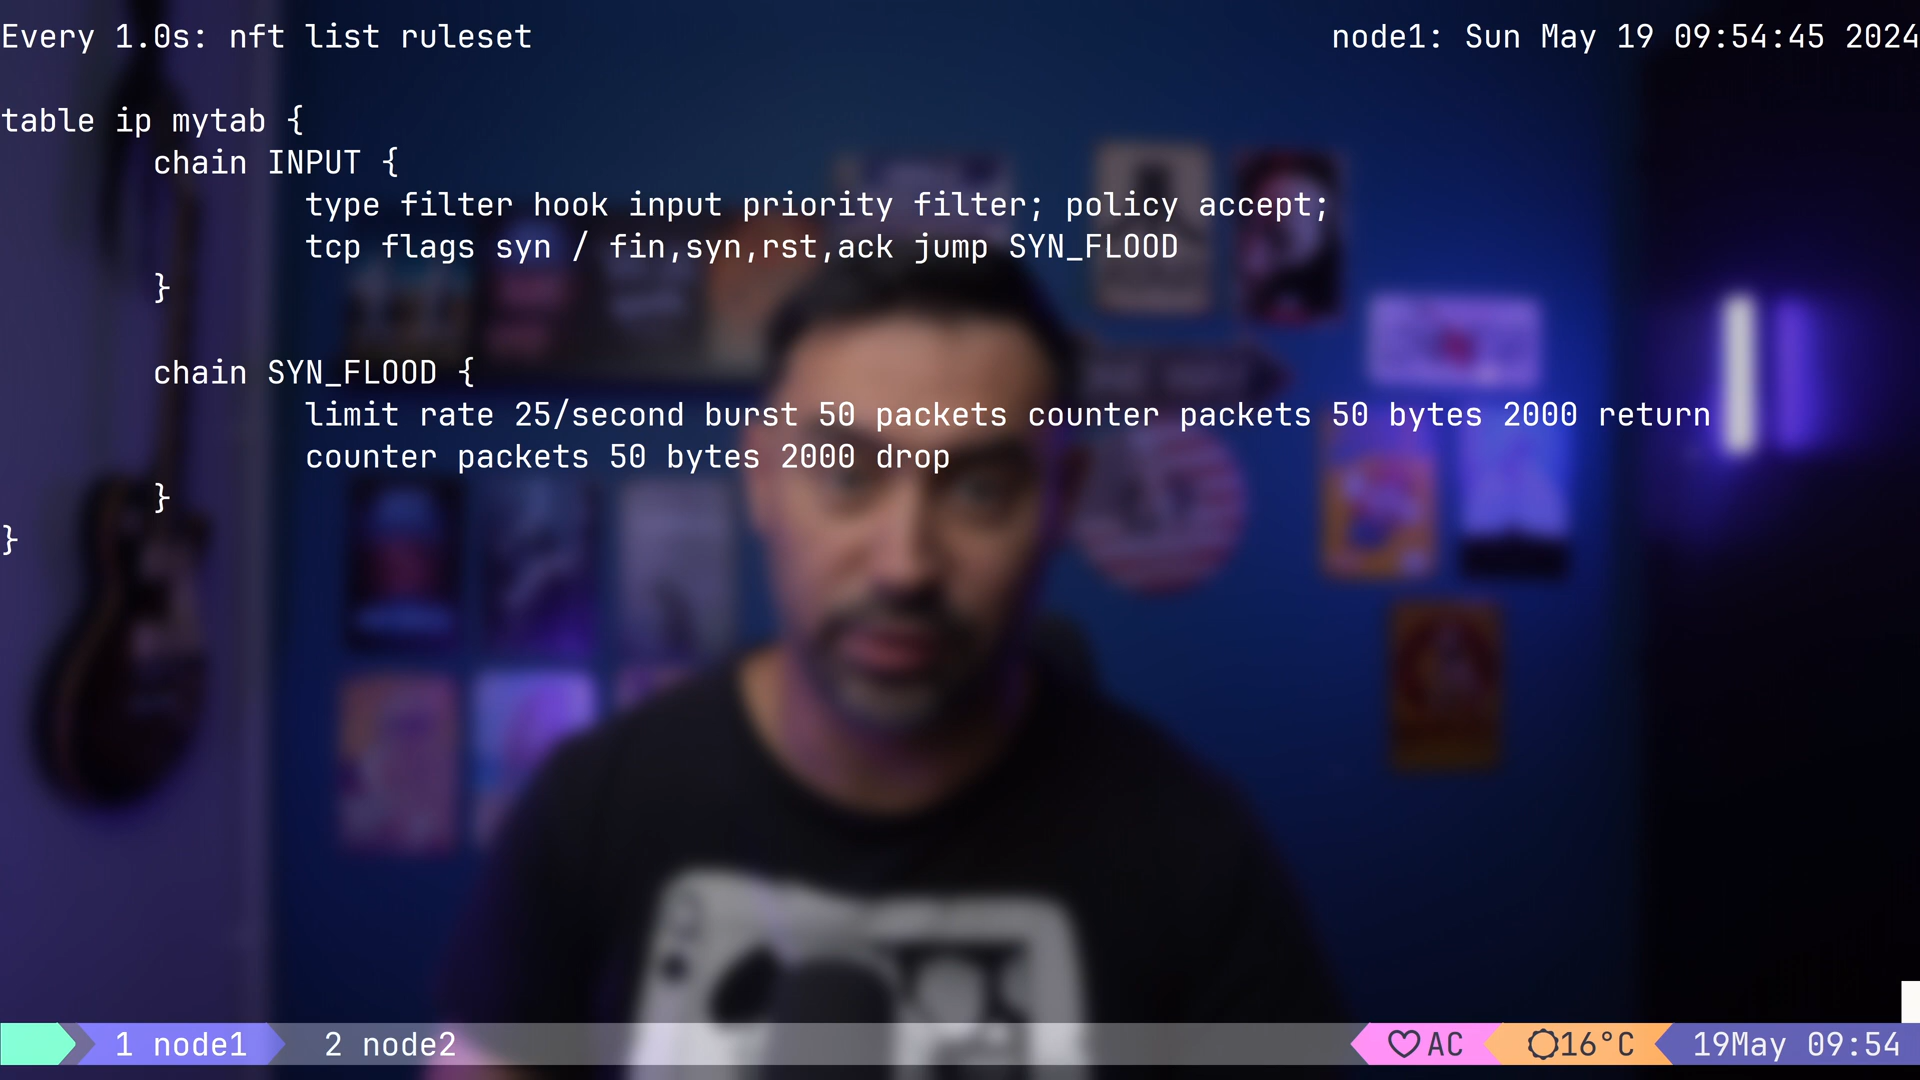 Every 1.0s: nft list ruleset node1: Sun May 19 09:54:45 2024
table ip mytab {
chain INPUT {
type filter hook input priority filter; policy accept;
tcp flags syn / fin,syn,rst,ack jump SYN_FLOOD
}
chain SYN_FLOOD {
limit rate 25/second burst 50 packets counter packets 50 bytes 2000 return
counter packets 50 bytes 2000 drop
}
}
1 node1 2 node2 AC 16°C 19May 09:54